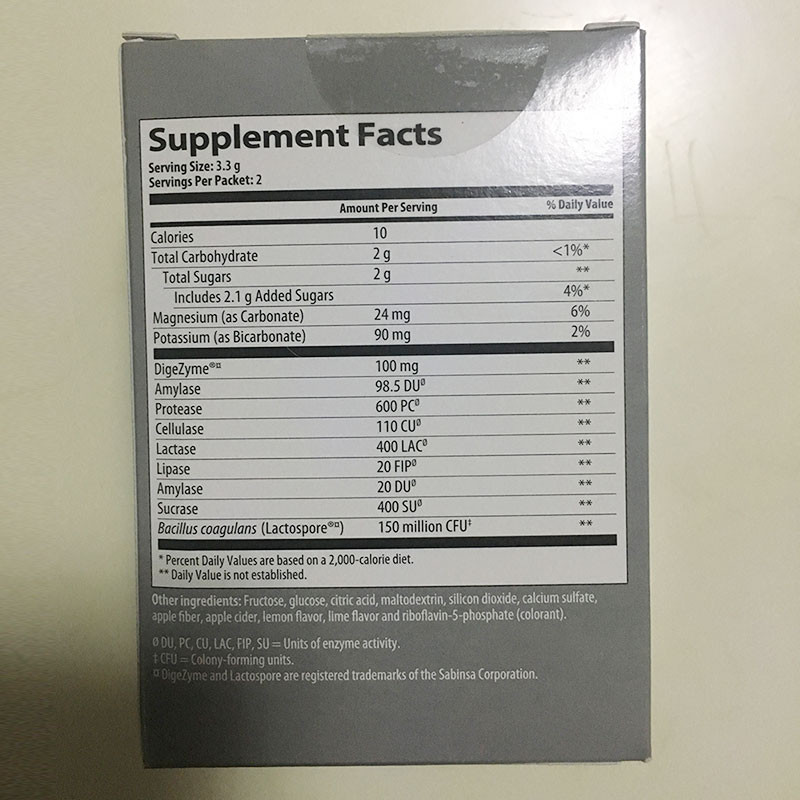 Supplement Facts
Serving Size: 3.3 g
Servings Per Packet: 2
Amount Per Serving % Daily Value
Calories 10
Total Carbohydrate 2 g <1%*
Total Sugars 2 g **
Includes 2.1 g Added Sugars 4%*
Magnesium (as Carbonate) 24 mg 6%
Potassium (as Bicarbonate) 90 mg 2%
DigeZyme®¤ 100 mg **
Amylase 98.5 DUØ **
Protease 600 PCØ **
Cellulase 110 CUØ **
Lactase 400 LACØ **
Lipase 20 FIPØ **
Amylase 20 DUØ **
Sucrase 400 SUØ **
Bacillus coagulans (Lactospore®¤) 150 million CFU‡ **
* Percent Daily Values are based on a 2,000-calorie diet.
** Daily Value is not established.
Other ingredients: Fructose, glucose, citric acid, maltodextrin, silicon dioxide, calcium sulfate,
apple fiber, apple cider, lemon flavor, lime flavor and riboflavin-5-phosphate (colorant).
Ø DU, PC, CU, LAC, FIP, SU = Units of enzyme activity.
‡ CFU = Colony-forming units.
¤ DigeZyme and Lactospore are registered trademarks of the Sabinsa Corporation.